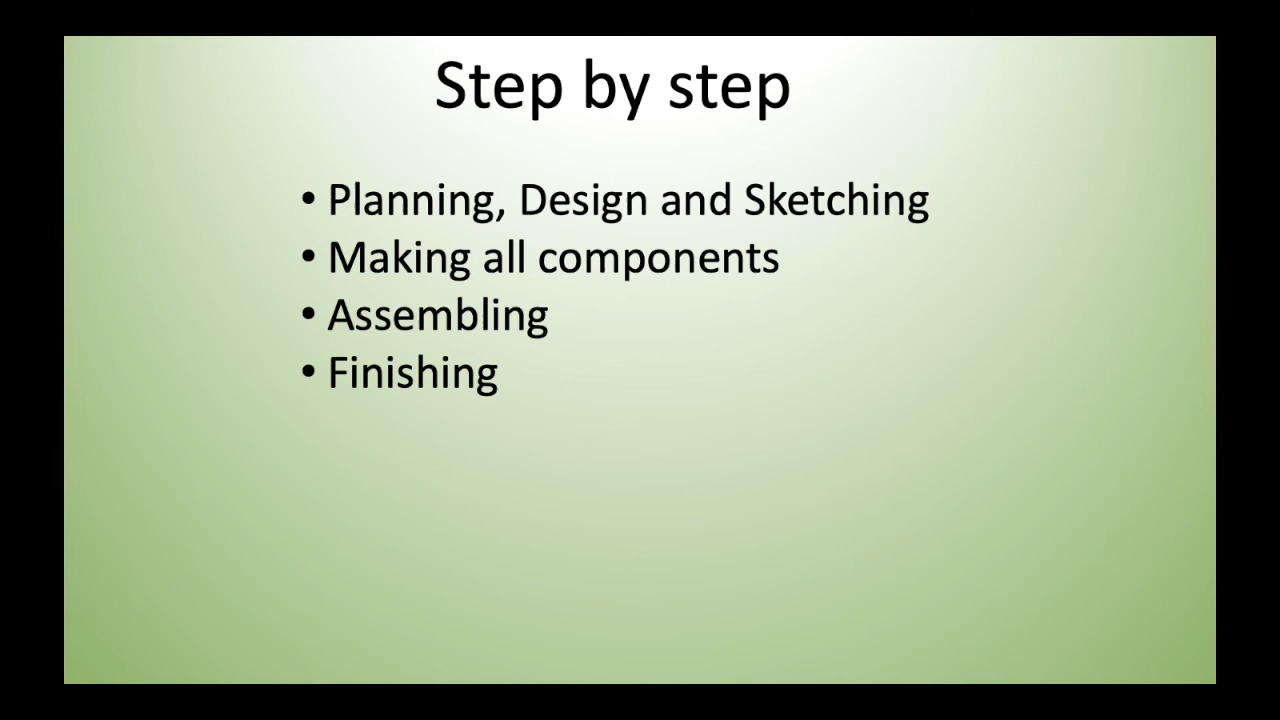 Step by step
• Planning, Design and Sketching
• Making all components
• Assembling
• Finishing